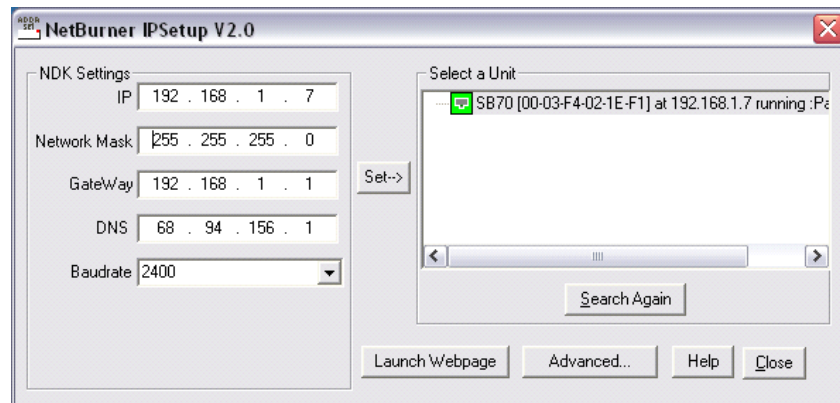 ADDR
SET
NetBurner IPSetup V2.0
NDK Settings
IP 192 . 168 . 1 . 7
Network Mask 255 . 255 . 255 . 0
GateWay 192 . 168 . 1 . 1
DNS 68 . 94 . 156 . 1
Baudrate 2400
Set-->
Select a Unit
SB70 [00-03-F4-02-1E-F1] at 192.168.1.7 running :Pa
Search Again
Launch Webpage
Advanced...
Help
Close